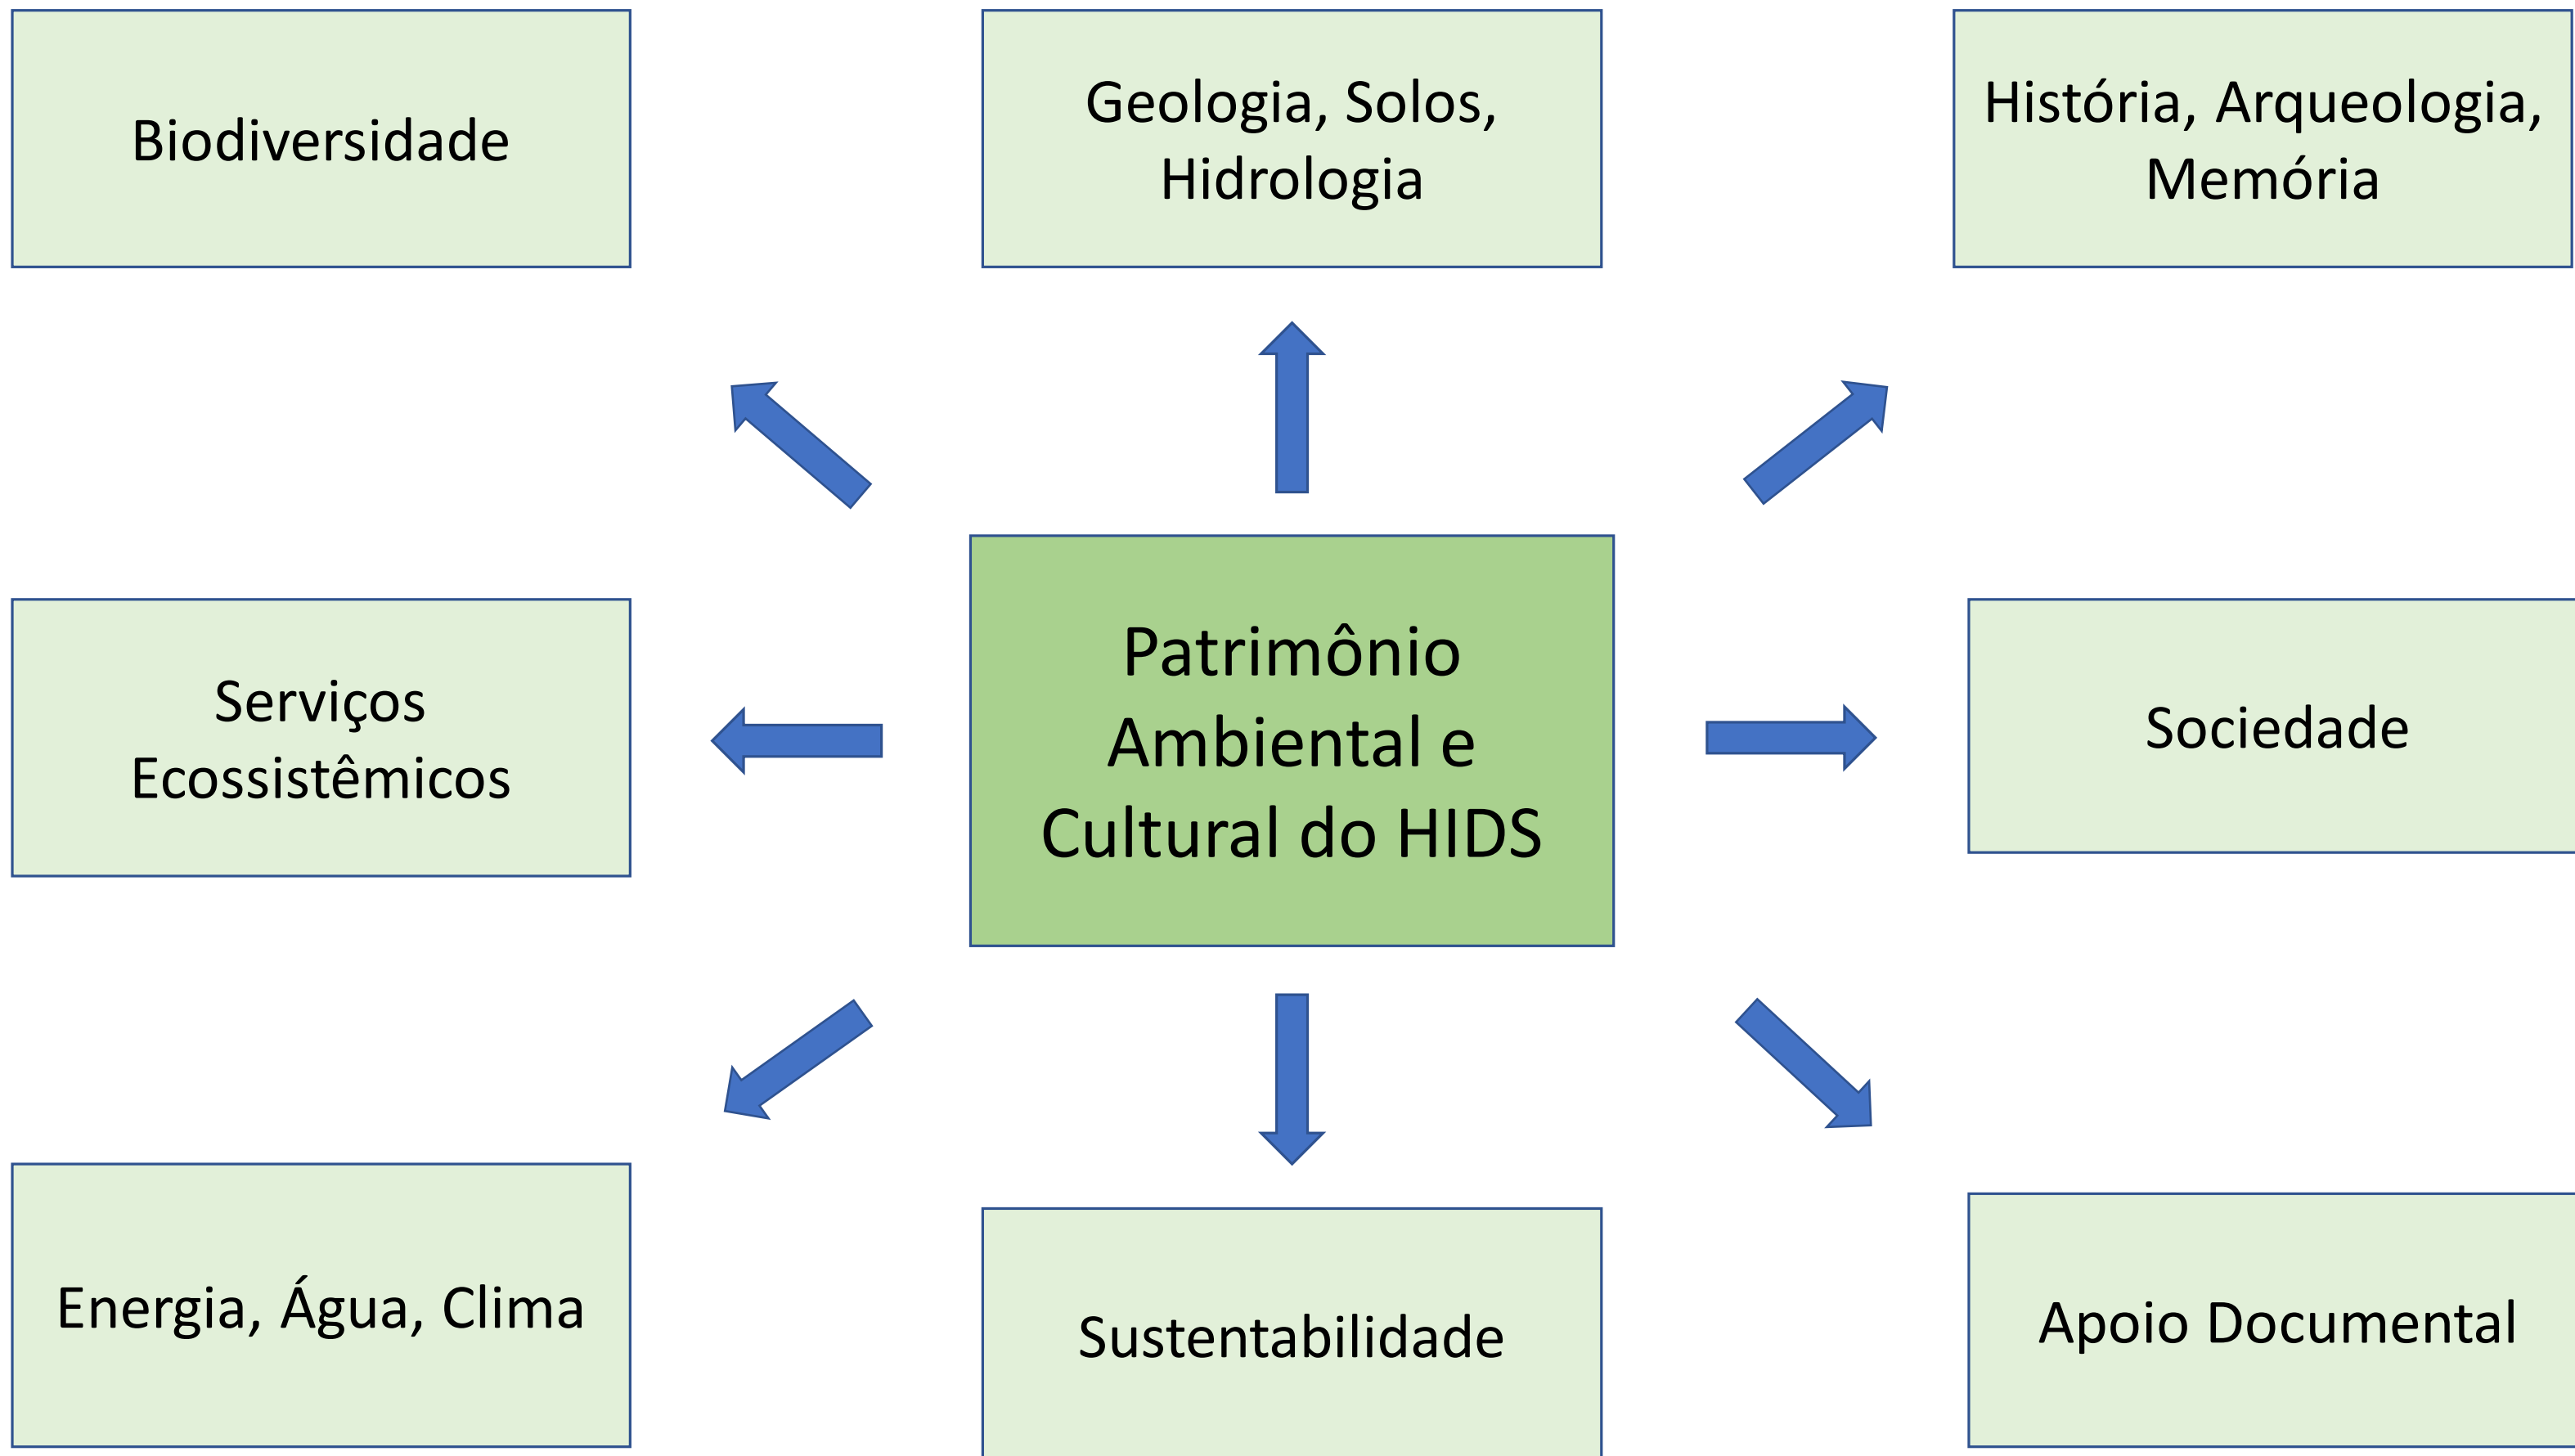 Biodiversidade
Geologia, Solos,
Hidrologia
História, Arqueologia,
Memória
Serviços
Ecossistêmicos
Patrimônio
Ambiental e
Cultural do HIDS
Sociedade
Energia, Água, Clima
Sustentabilidade
Apoio Documental